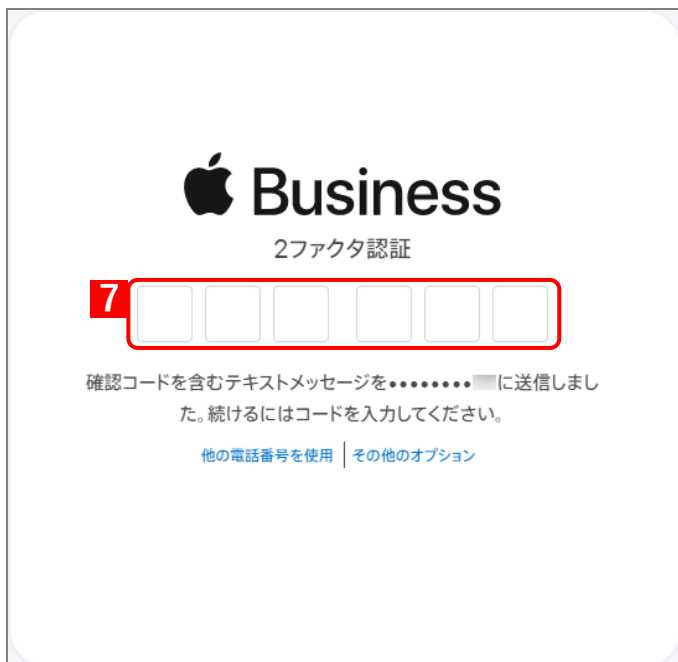 Business
2ファクタ認証
7
確認コードを含むテキストメッセージを••••••••に送信しまし
た。続けるにはコードを入力してください。
他の電話番号を使用 | その他のオプション